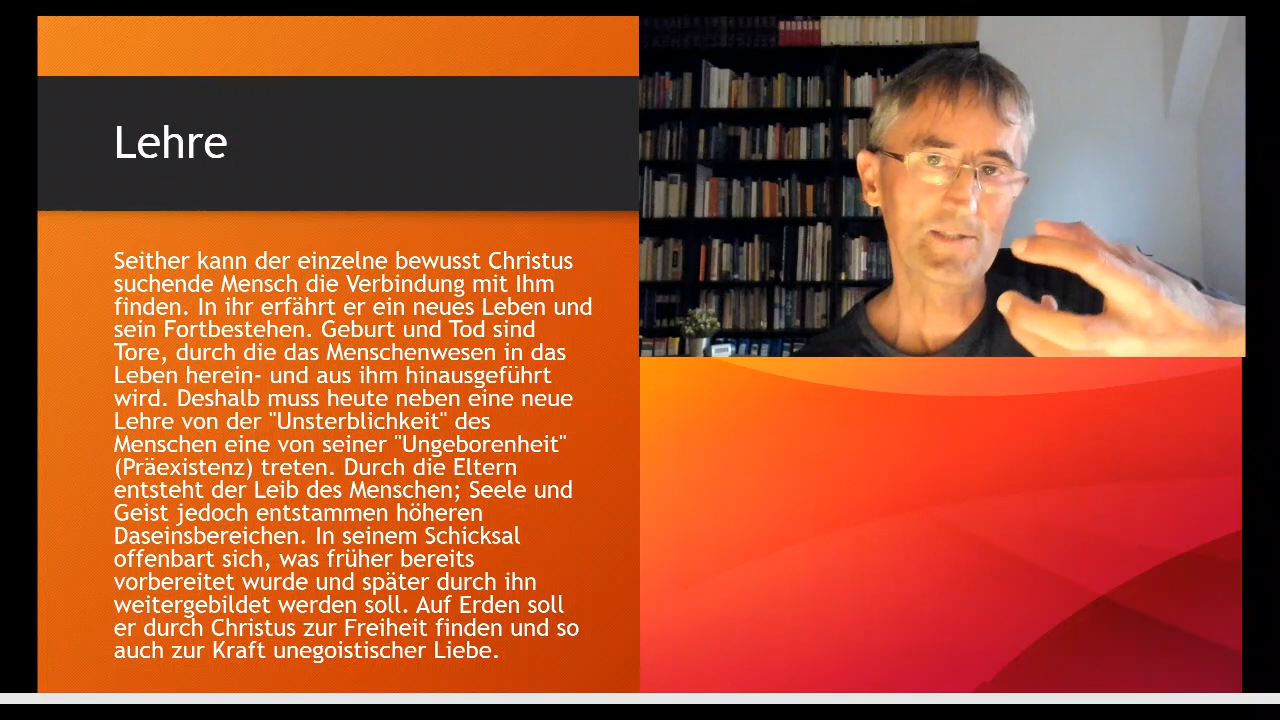 Lehre
Seither kann der einzelne bewusst Christus
suchende Mensch die Verbindung mit Ihm
finden. In ihr erfährt er ein neues Leben und
sein Fortbestehen. Geburt und Tod sind
Tore, durch die das Menschenwesen in das
Leben herein- und aus ihm hinausgeführt
wird. Deshalb muss heute neben eine neue
Lehre von der "Unsterblichkeit" des
Menschen eine von seiner "Ungeborenheit"
(Präexistenz) treten. Durch die Eltern
entsteht der Leib des Menschen; Seele und
Geist jedoch entstammen höheren
Daseinsbereichen. In seinem Schicksal
offenbart sich, was früher bereits
vorbereitet wurde und später durch ihn
weitergebildet werden soll. Auf Erden soll
er durch Christus zur Freiheit finden und so
auch zur Kraft unegoistischer Liebe.